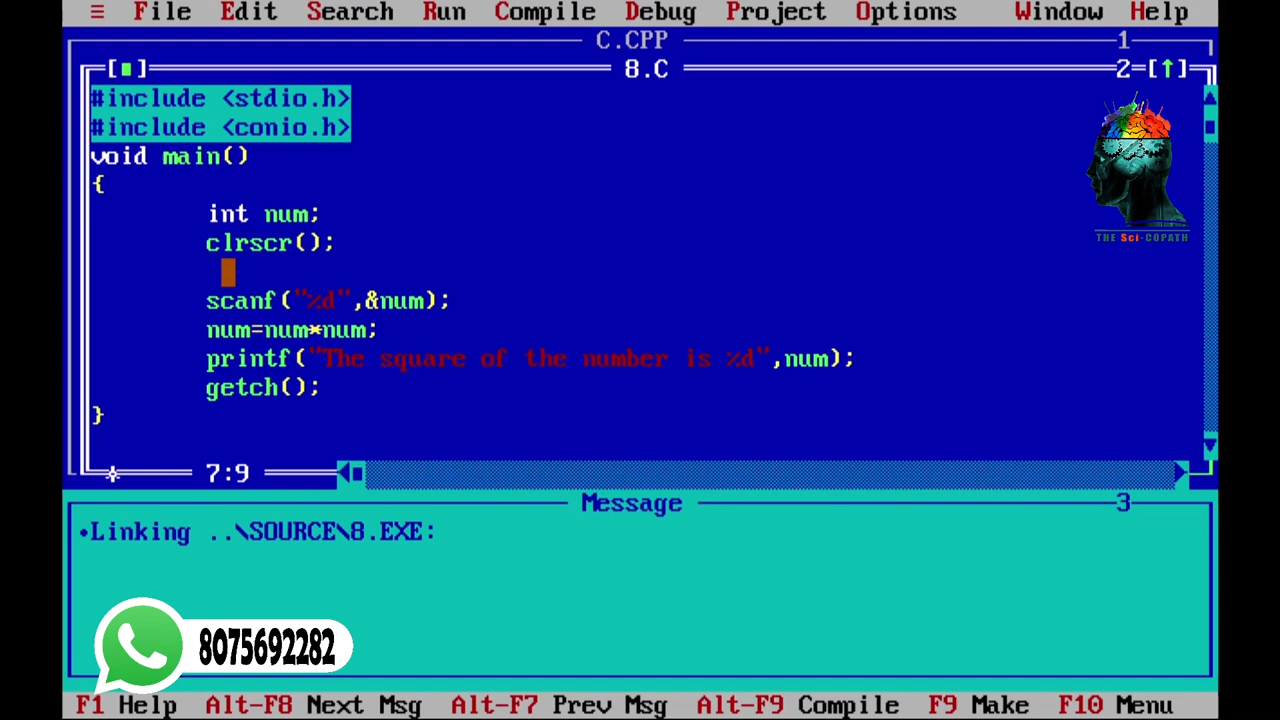 ≡ File Edit Search Run Compile Debug Project Options Window Help
C.CPP 1
[■] 8.C 2=[↑]
#include <stdio.h>
#include <conio.h>
void main()
{
int num;
clrscr();
scanf("%d",&num);
num=num*num;
printf("The square of the number is %d",num);
getch();
}
7:9
Message 3
•Linking ..\SOURCE\8.EXE:
F1 Help Alt-F8 Next Msg Alt-F7 Prev Msg Alt-F9 Compile F9 Make F10 Menu
THE Sci-COPATH
8075692282